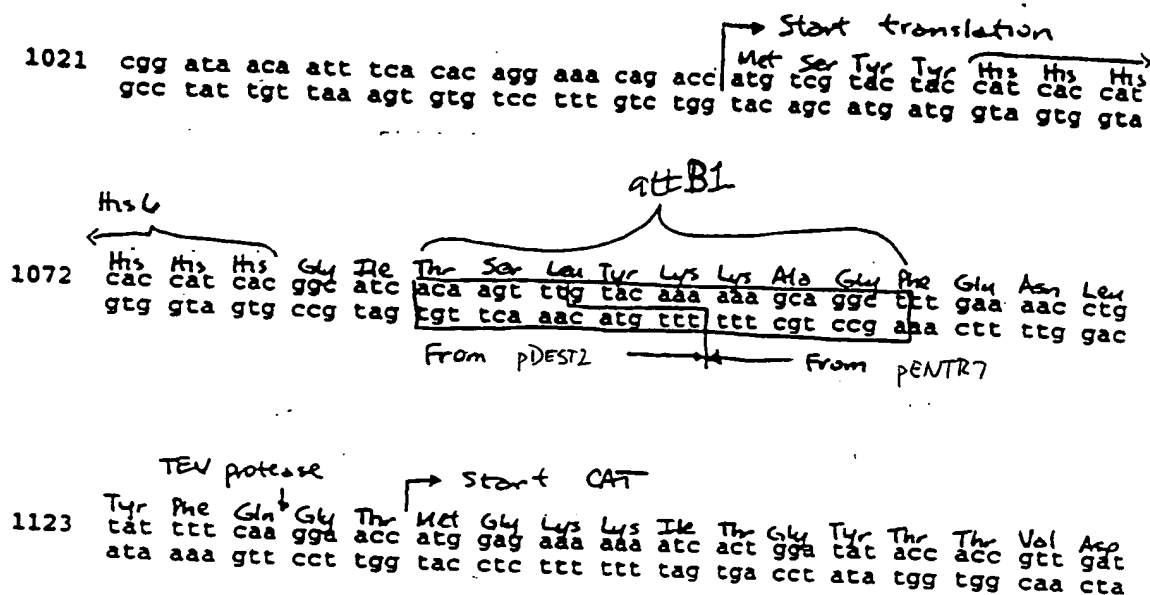 Start translation
Met Ser Tyr Tyr His His His
1021 cgg ata aca att tca cac agg aaa cag acc atg tcg tac tac cat cac cat
gcc tat tgt taa agt gtg tcc ttt gtc tgg tac agc atg atg gta gtg gta
attB1
His6
His His His Gly Ile Thr Ser Leu Tyr Lys Lys Ala Gly Phe Glu Asn Leu
1072 cac cat cac ggc atc aca agt ttg tac aaa aaa gca ggc ttt gaa aac ctg
gtg gta gtg ccg tag tgt tca aac atg ttt ttt cgt ccg aaa ctt ttg gac
From pDEST2 From pENTR7
TEV protease Start CAT
Tyr Phe Gln Gly Thr Met Gly Lys Lys Ile Thr Gly Tyr Thr Thr Val Asp
1123 tat ttt caa gga acc atg gag aaa aaa atc act gga tat acc acc gtt gat
ata aaa gtt cct tgg tac ctc ttt ttt tag tga cct ata tgg tgg caa cta